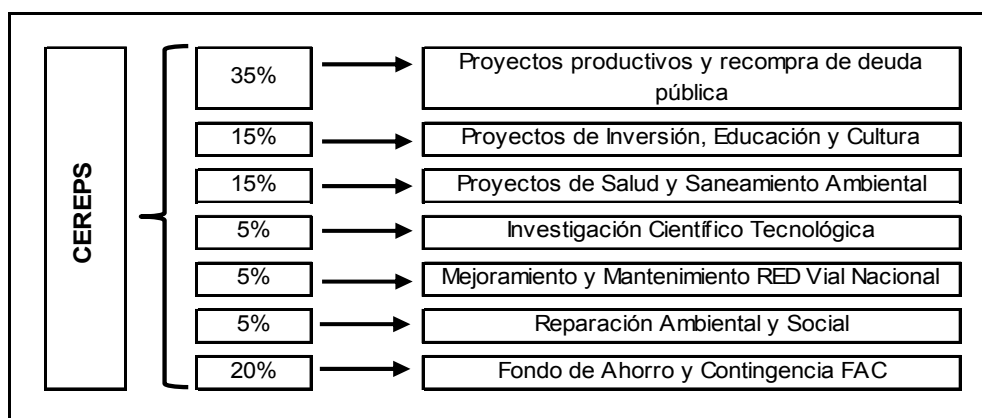 CEREPS
35%
Proyectos productivos y recompra de deuda
pública
15%
Proyectos de Inversión, Educación y Cultura
15%
Proyectos de Salud y Saneamiento Ambiental
5%
Investigación Científico Tecnológica
5%
Mejoramiento y Mantenimiento RED Vial Nacional
5%
Reparación Ambiental y Social
20%
Fondo de Ahorro y Contingencia FAC